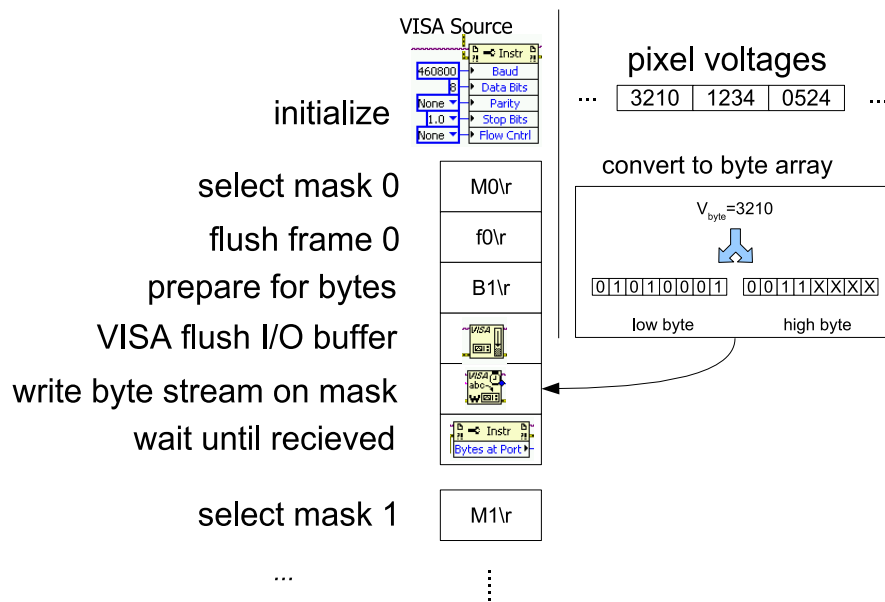 VISA Source
Instr
460800 Baud
8 Data Bits
None Parity
1.0 Stop Bits
None Flow Cntrl
initialize
select mask 0 M0\r
flush frame 0 f0\r
prepare for bytes B1\r
VISA flush I/O buffer VISA
write byte stream on mask VISA abc W
wait until recieved Instr
Bytes at Port
select mask 1 M1\r
...
pixel voltages
... 3210 1234 0524 ...
convert to byte array
Vbyte=3210
0 1 0 1 0 0 0 1 0 0 1 1 X X X X
low byte high byte